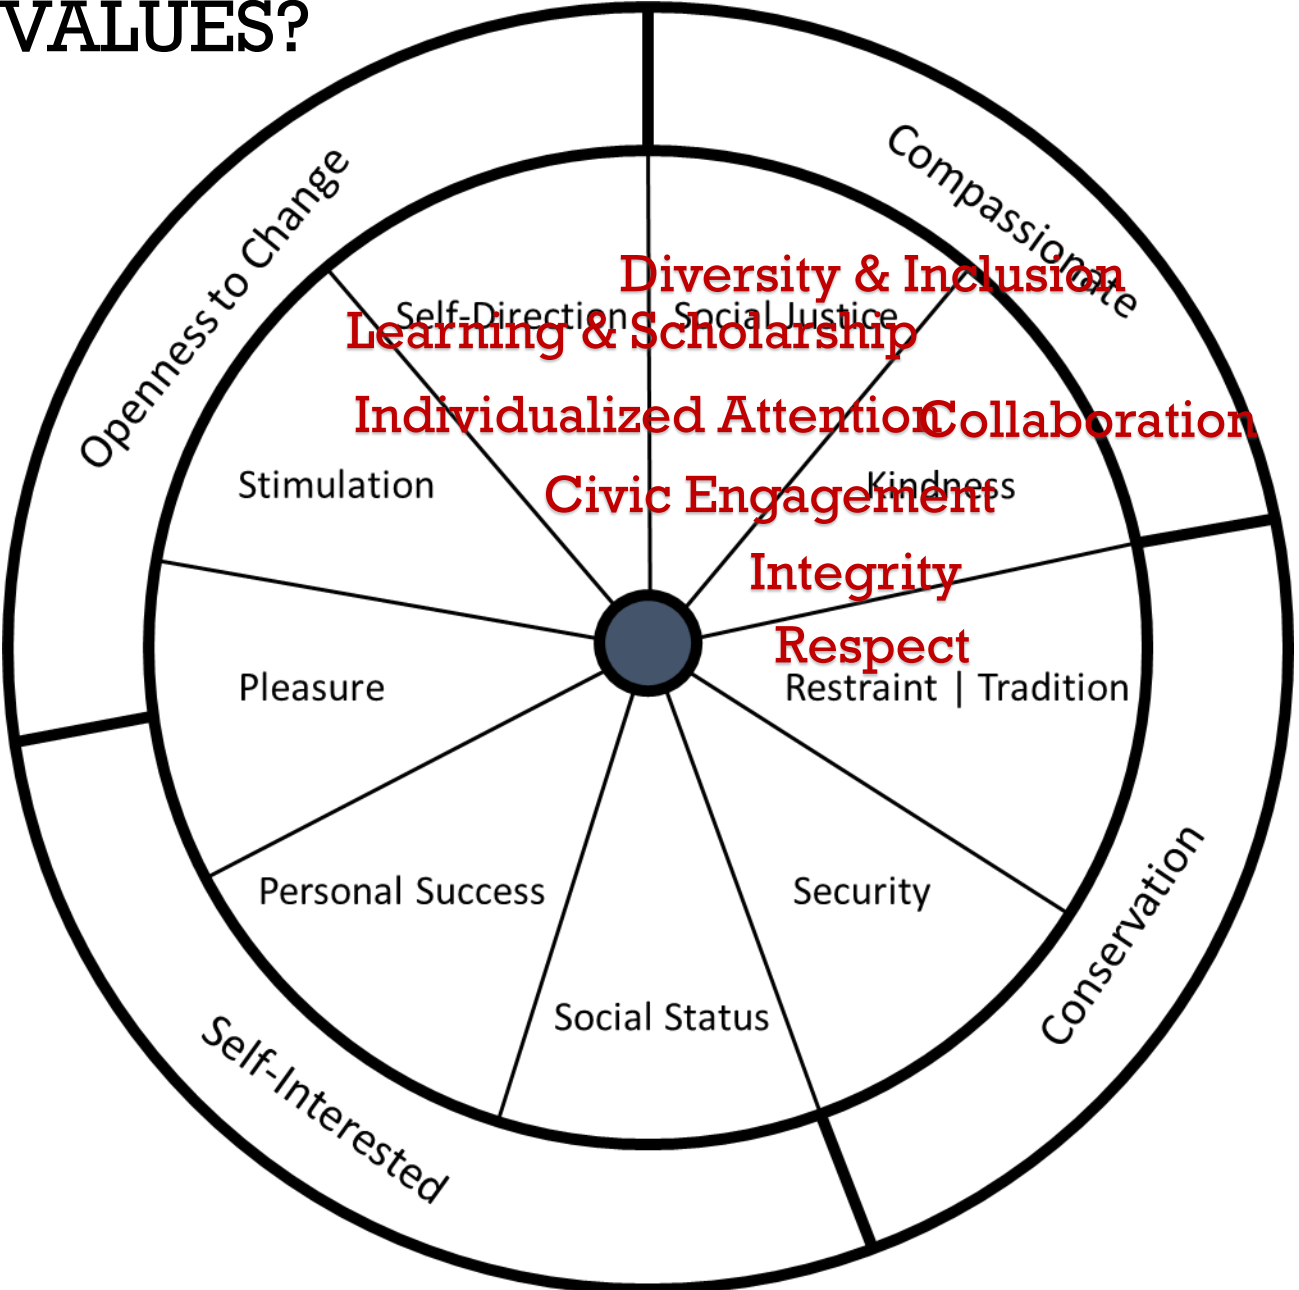 VALUES?
Compassionate
Openness to Change
Diversity & Inclusion
Self-Direction
Social Justice
Learning & Scholarship
Individualized Attention
Collaboration
Stimulation
Kindness
Civic Engagement
Integrity
Respect
Pleasure
Restraint | Tradition
Personal Success
Security
Conservation
Social Status
Self-Interested